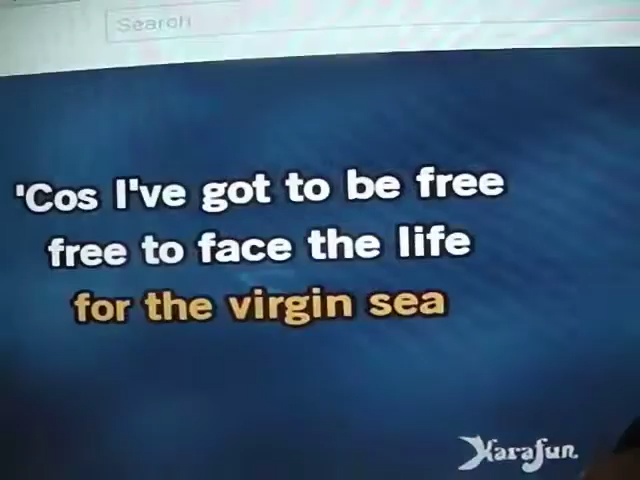 Search
'Cos I've got to be free
free to face the life
for the virgin sea
Karafun